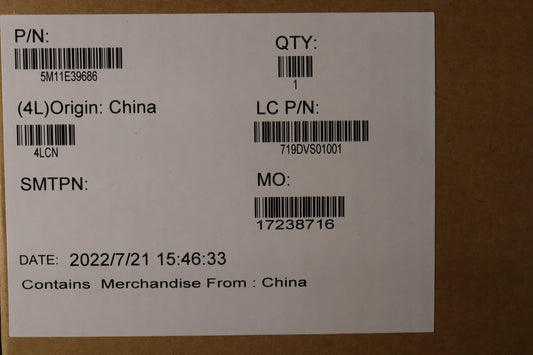 P/N:
5M11E39686
QTY:
1
(4L)Origin: China
4LCN
LC P/N:
719DVS01001
SMTPN:
MO:
17238716
DATE: 2022/7/21 15:46:33
Contains Merchandise From : China